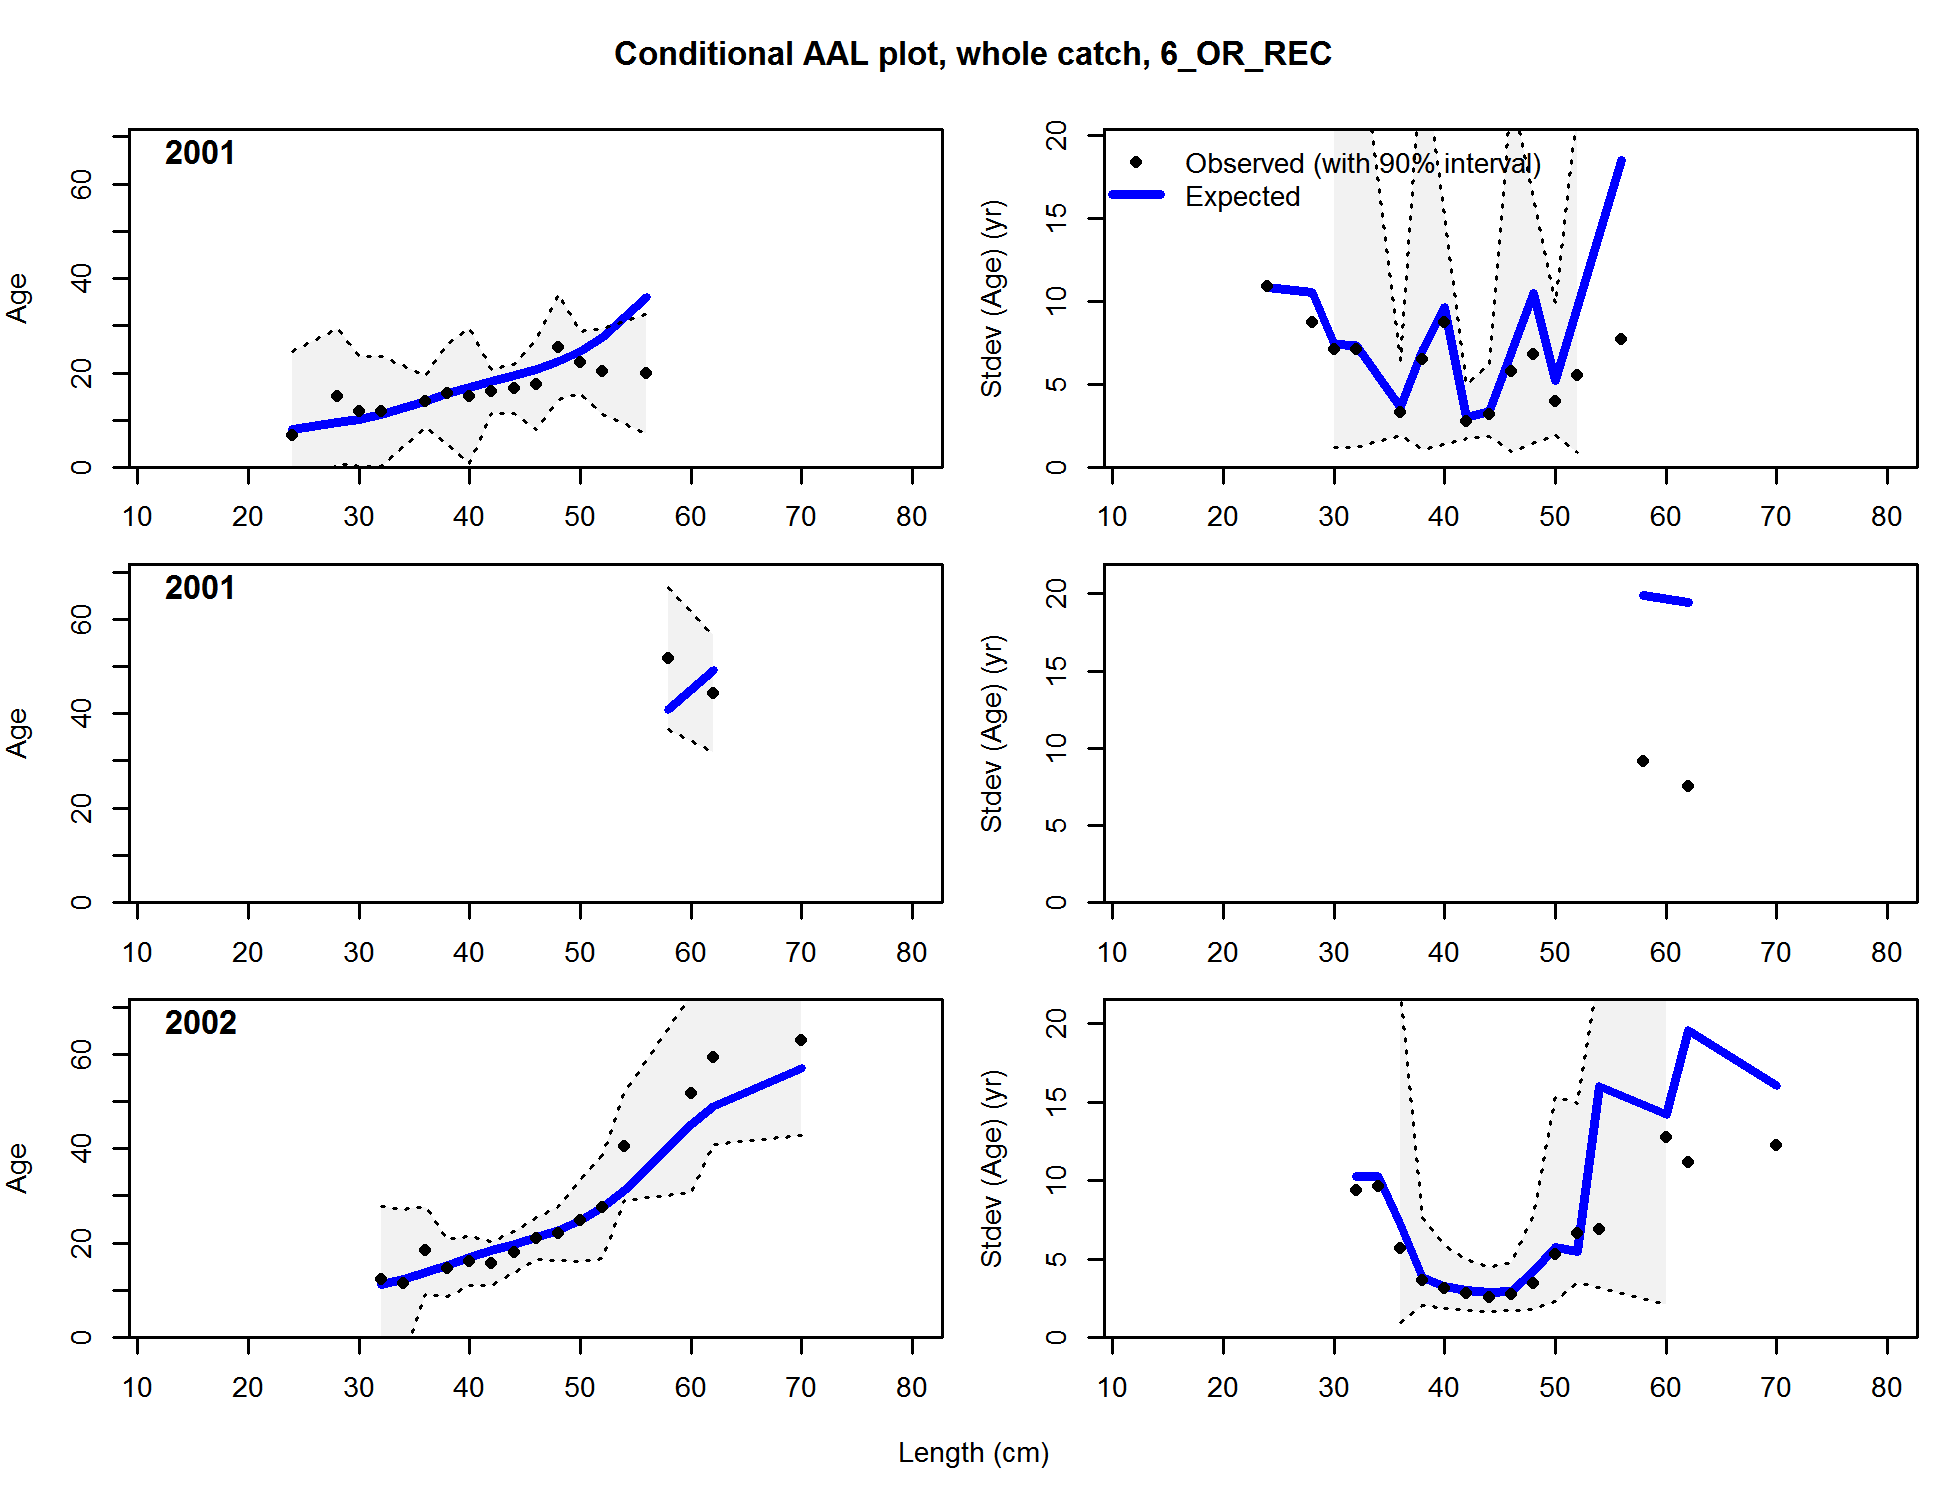 Conditional AAL plot, whole catch, 6_OR_REC
2001
Age
0 20 40 60
10 20 30 40 50 60 70 80
Observed (with 90% interval)
Expected
Stdev (Age) (yr)
0 5 10 15 20
10 20 30 40 50 60 70 80
2001
Age
0 20 40 60
10 20 30 40 50 60 70 80
Stdev (Age) (yr)
0 5 10 15 20
10 20 30 40 50 60 70 80
2002
Age
0 20 40 60
10 20 30 40 50 60 70 80
Stdev (Age) (yr)
0 5 10 15 20
10 20 30 40 50 60 70 80
Length (cm)